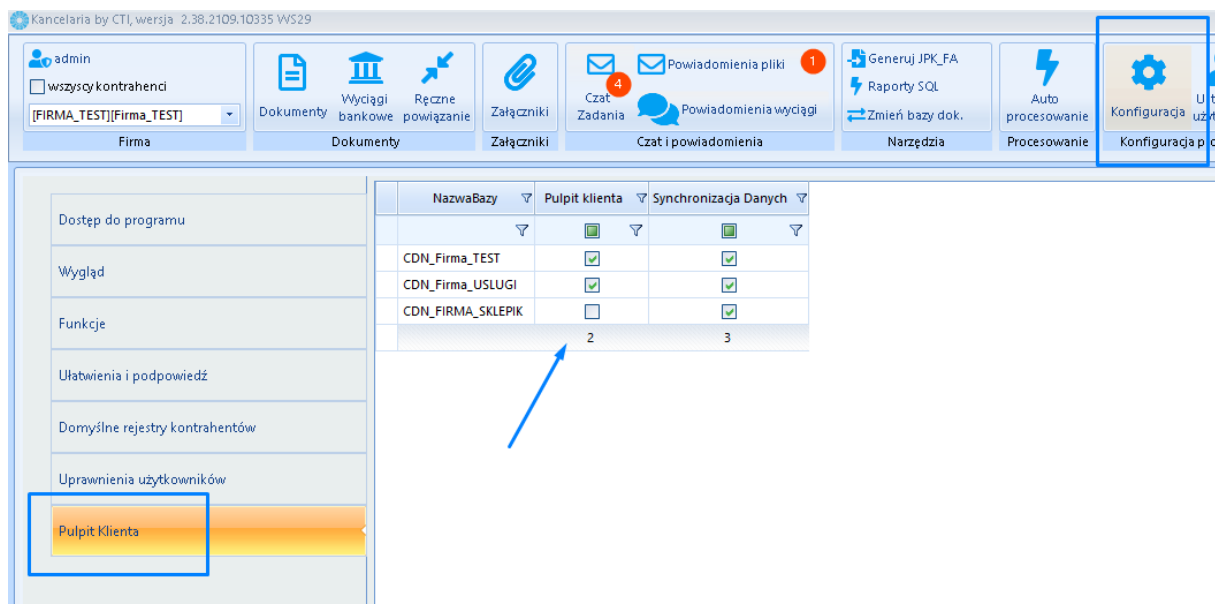 Kancelaria by CTI, wersja 2.38.2109.10335 WS29
admin
wszyscy kontrahenci
[FIRMA_TEST][Firma_TEST]
Firma
Dokumenty
Wyciągi
bankowe
Ręczne
powiązanie
Dokumenty
Załączniki
Załączniki
Czat
Zadania
4
Powiadomienia pliki
1
Powiadomienia wyciągi
Czat i powiadomienia
Generuj JPK_FA
Raporty SQL
Zmień bazy dok.
Narzędzia
Auto
procesowanie
Procesowanie
Konfiguracja
Konfiguracja
Dostęp do programu
Wygląd
Funkcje
Ułatwienia i podpowiedź
Domyślne rejestry kontrahentów
Uprawnienia użytkowników
Pulpit Klienta
NazwaBazy Pulpit klienta Synchronizacja Danych
CDN_Firma_TEST
CDN_Firma_USLUGI
CDN_FIRMA_SKLEPIK
2 3